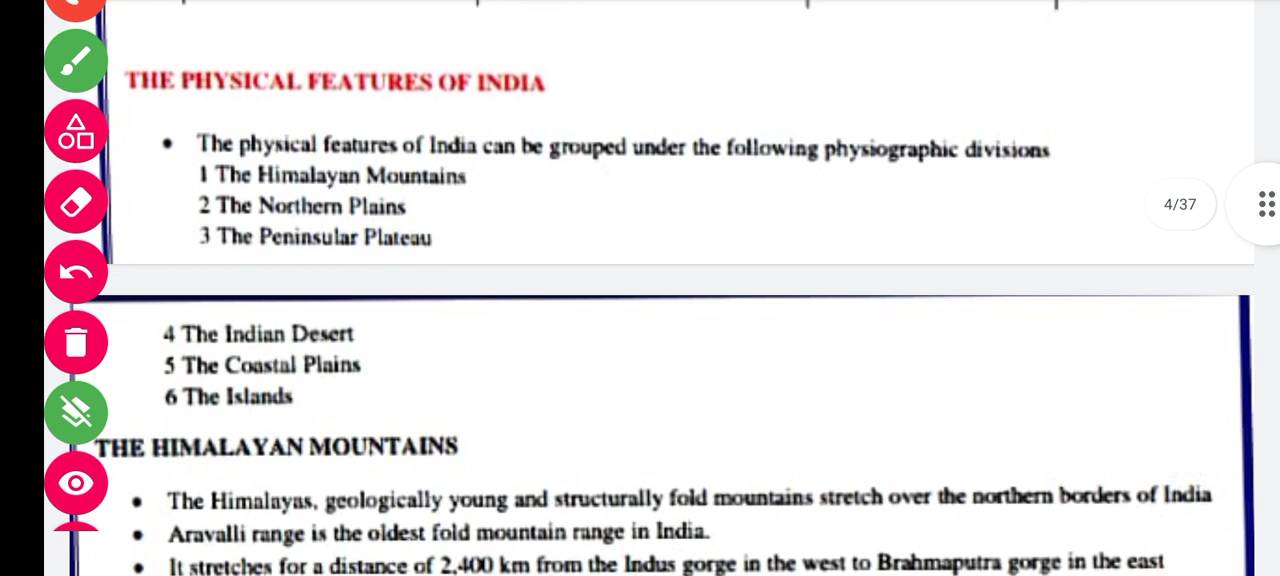 THE PHYSICAL FEATURES OF INDIA
• The physical features of India can be grouped under the following physiographic divisions
1 The Himalayan Mountains
2 The Northern Plains
4/37
3 The Peninsular Plateau
4 The Indian Desert
5 The Coastal Plains
6 The Islands
THE HIMALAYAN MOUNTAINS
• The Himalayas, geologically young and structurally fold mountains stretch over the northern borders of India
• Aravalli range is the oldest fold mountain range in India.
• It stretches for a distance of 2,400 km from the Indus gorge in the west to Brahmaputra gorge in the east